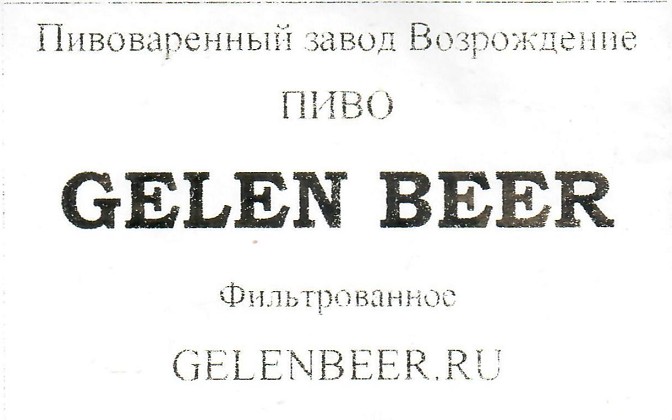 Пивоваренный завод Возрождение
ПИВО
GELEN BEER
Фильтрованное
GELENBEER.RU